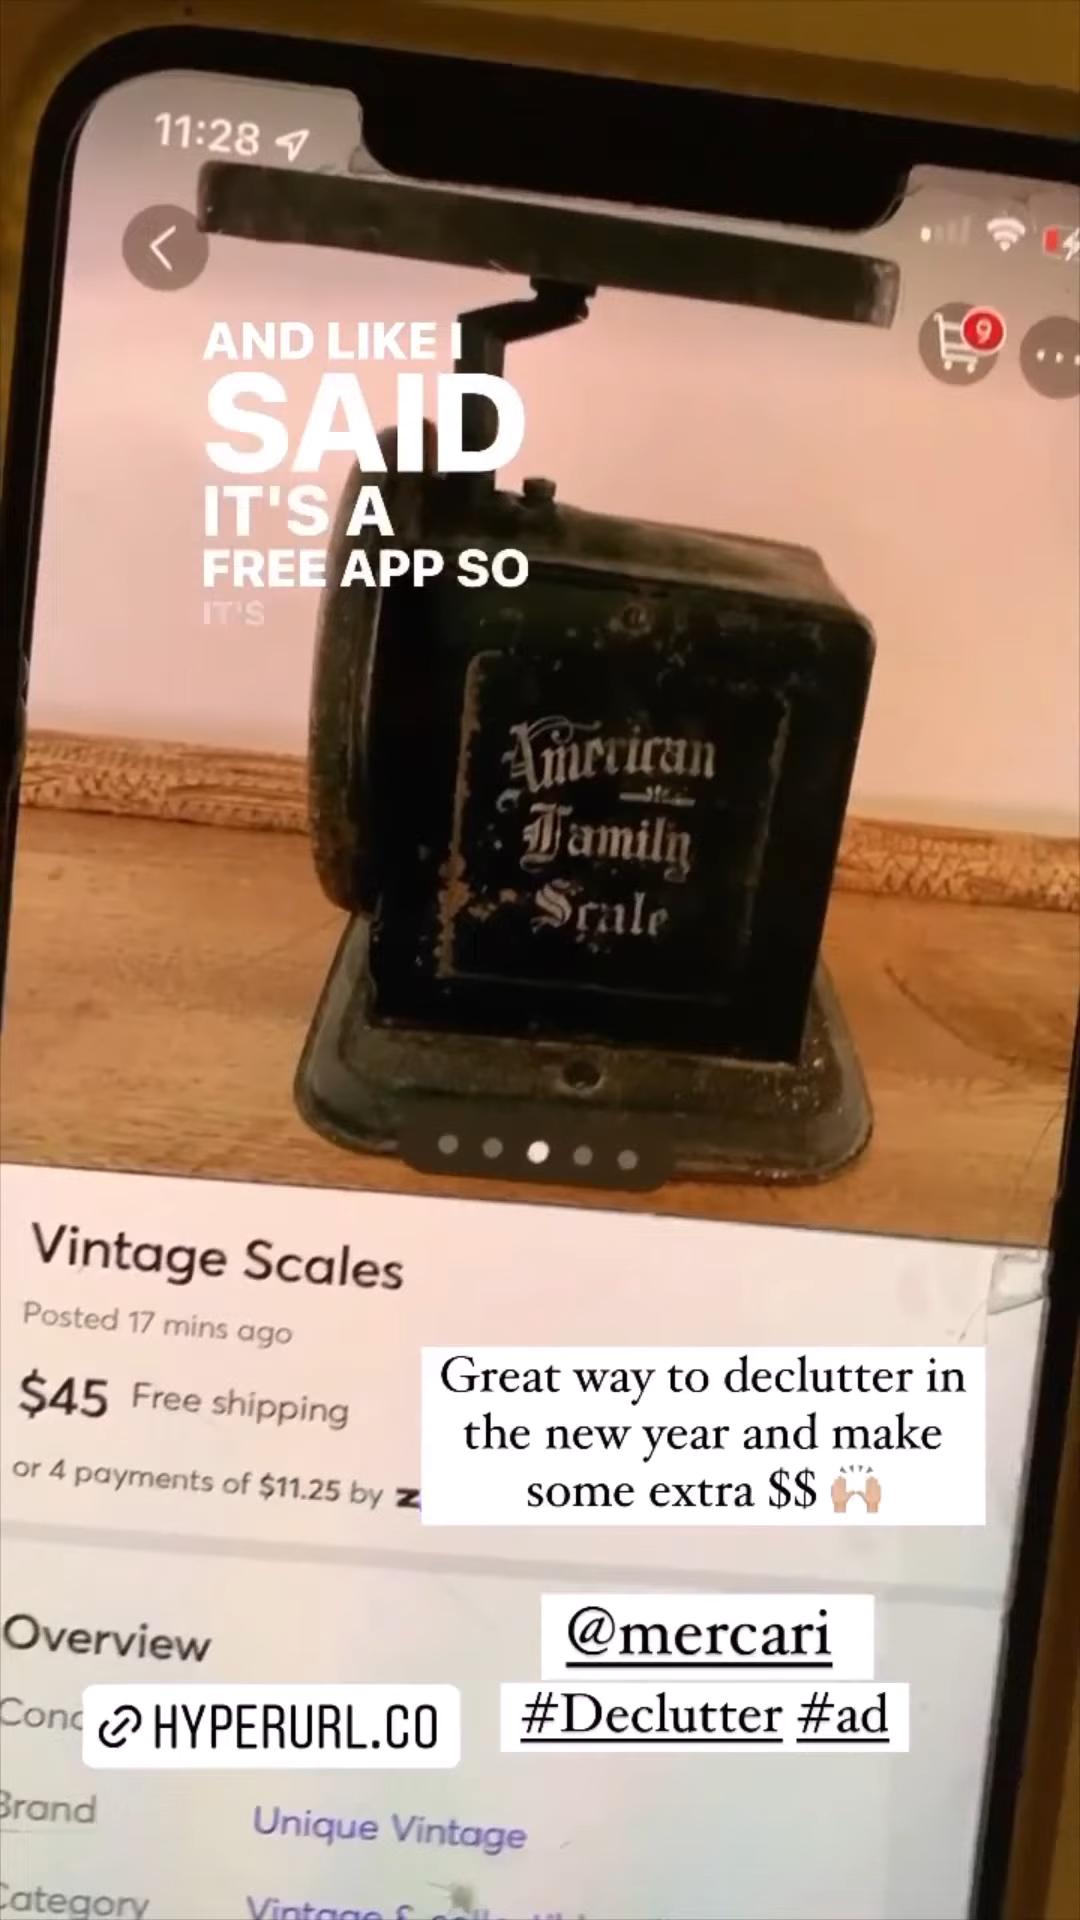 11:28
9
AND LIKE I
SAID
IT'S A
FREE APP SO
IT'S
American
Family
Scale
Vintage Scales
Posted 17 mins ago
$45 Free shipping
or 4 payments of $11.25 by
Great way to declutter in
the new year and make
some extra $$ 🙌🏼
Overview
@mercari
#Declutter #ad
HYPERURL.CO
Brand
Unique Vintage
Category
Vintage &